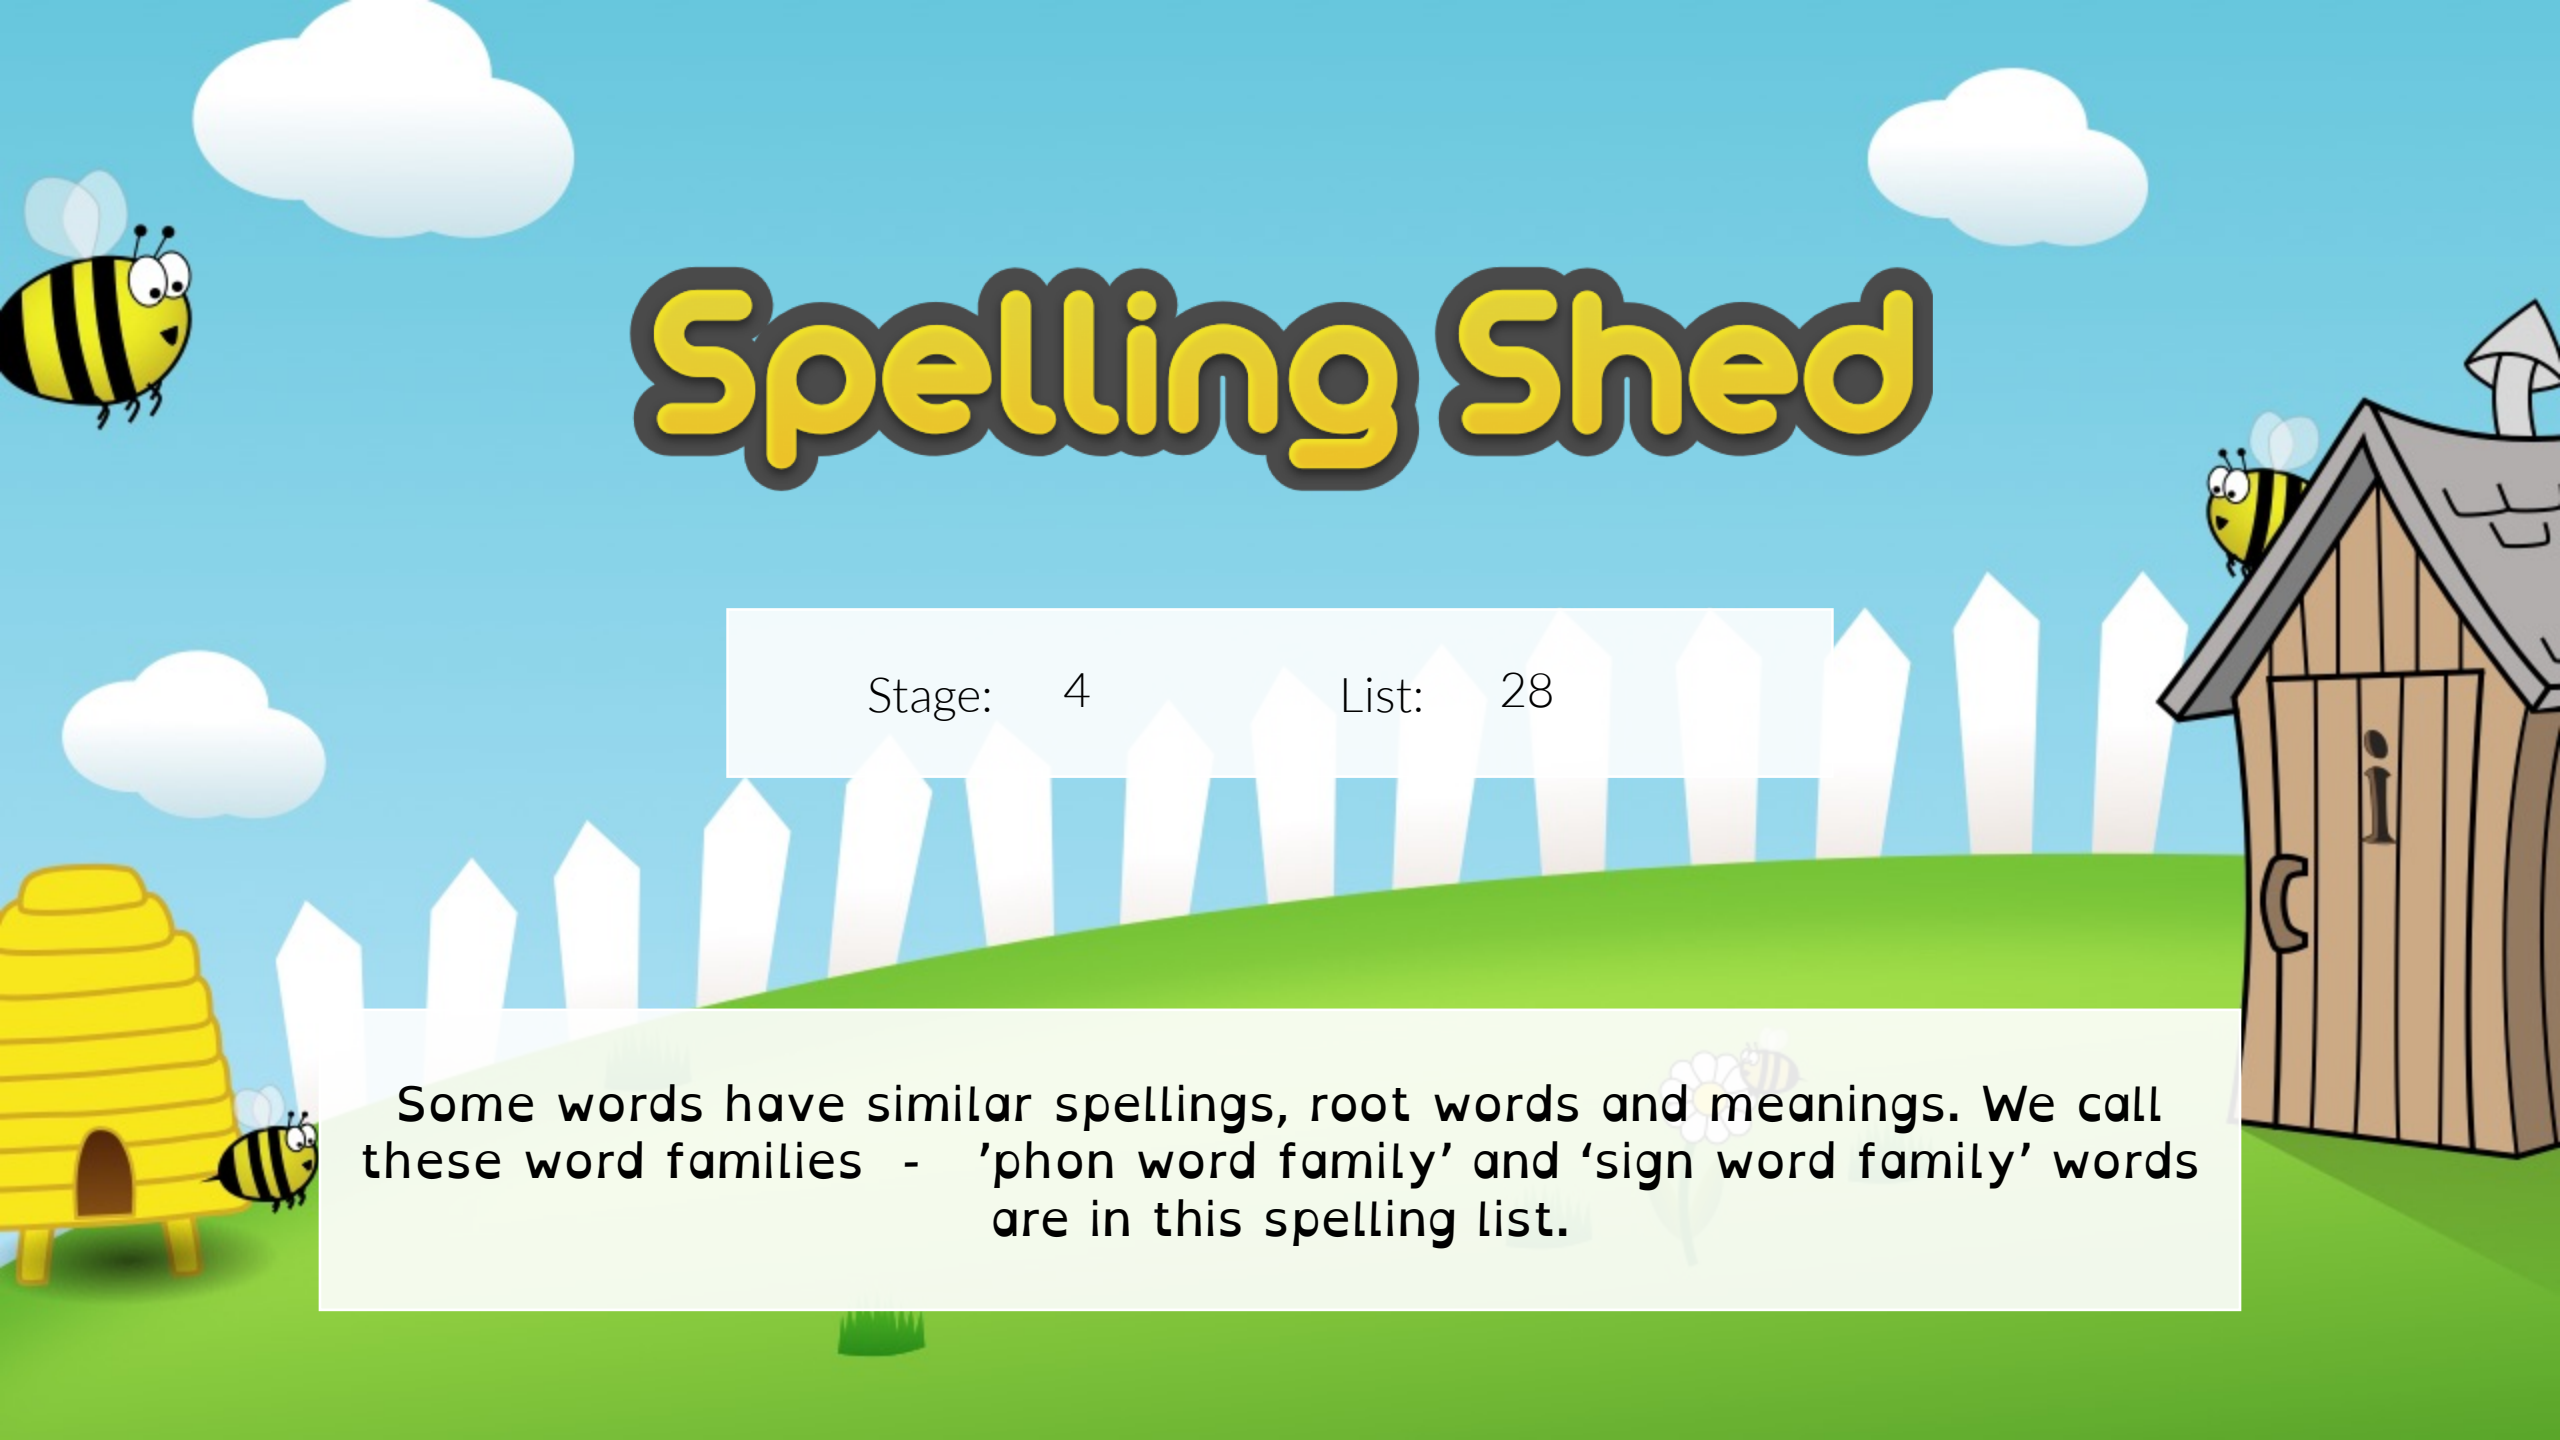 Spelling Shed
Stage: 4 List: 28
i
Some words have similar spellings, root words and meanings. We call
these word families - ’phon word family’ and ‘sign word family’ words
are in this spelling list.